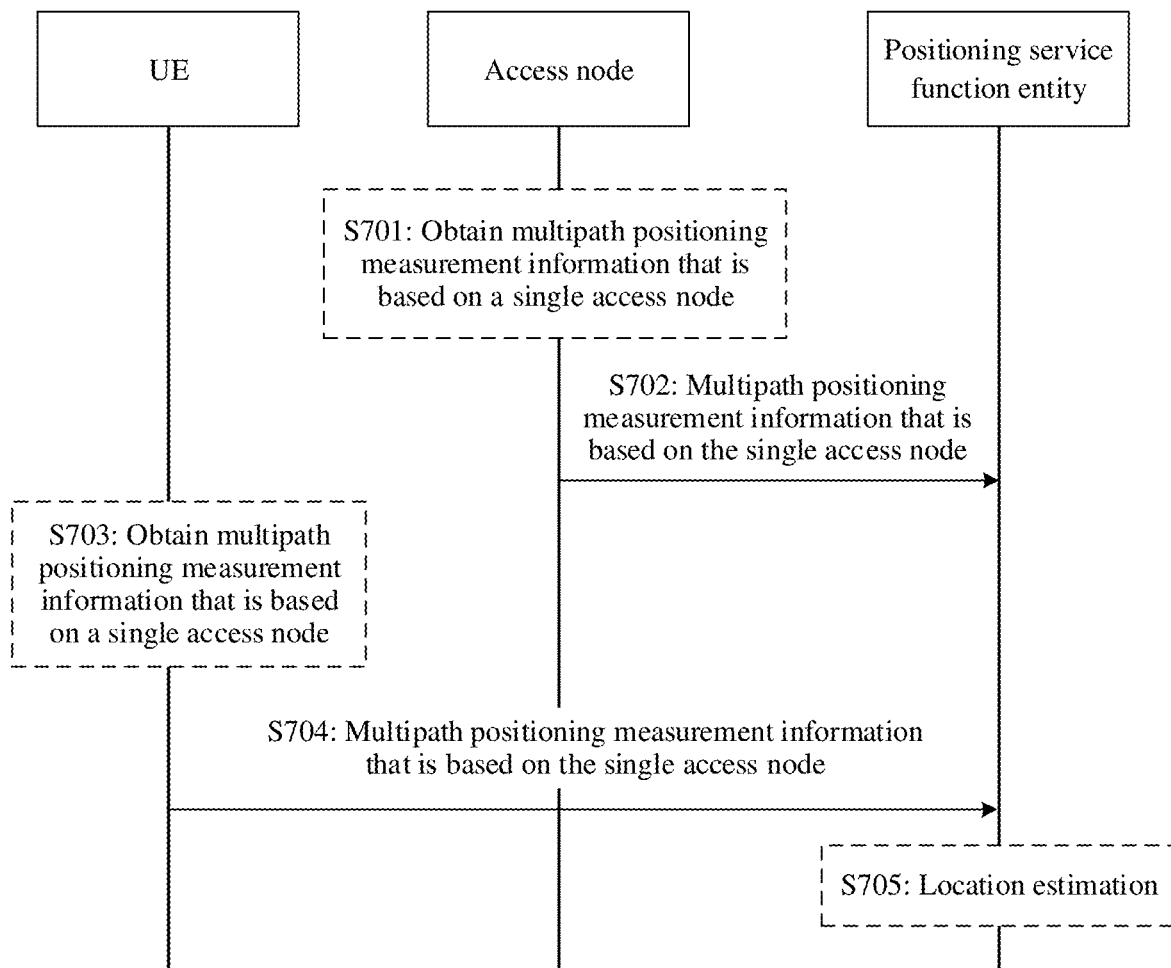 UE
Access node
Positioning service
function entity
S701: Obtain multipath positioning
measurement information that is
based on a single access node
S702: Multipath positioning
measurement information that is
based on the single access node
S703: Obtain multipath
positioning measurement
information that is based
on a single access node
S704: Multipath positioning measurement information
that is based on the single access node
S705: Location estimation